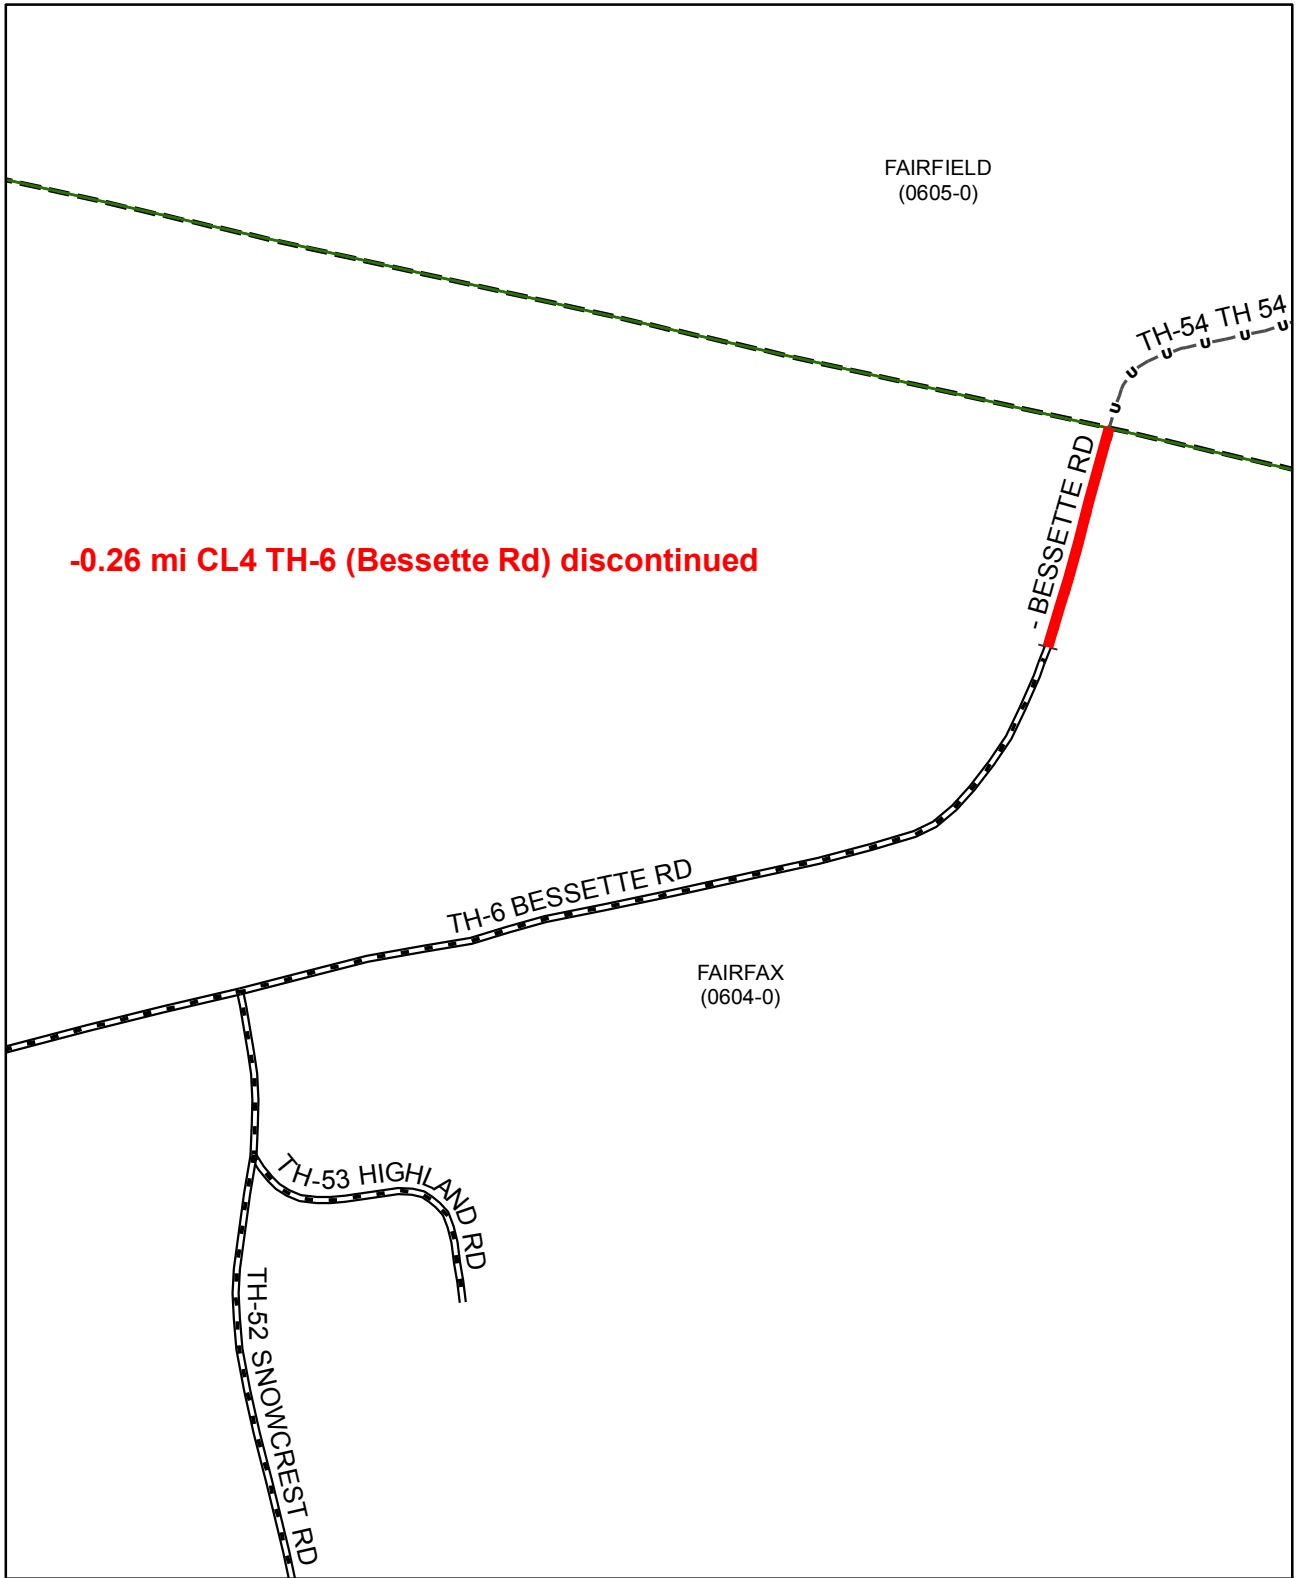 FAIRFIELD
(0605-0)
TH-54 TH 54
- BESSETTE RD
-0.26 mi CL4 TH-6 (Bessette Rd) discontinued
TH-6 BESSETTE RD
FAIRFAX
(0604-0)
TH-53 HIGHLAND RD
TH-52 SNOWCREST RD